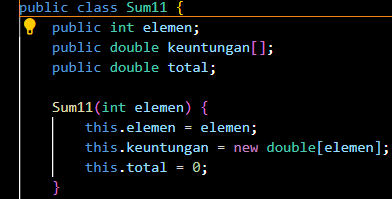 public class Sum11 {
    public int elemen;
    public double keuntungan[];
    public double total;

    Sum11(int elemen) {
        this.elemen = elemen;
        this.keuntungan = new double[elemen];
        this.total = 0;
    }